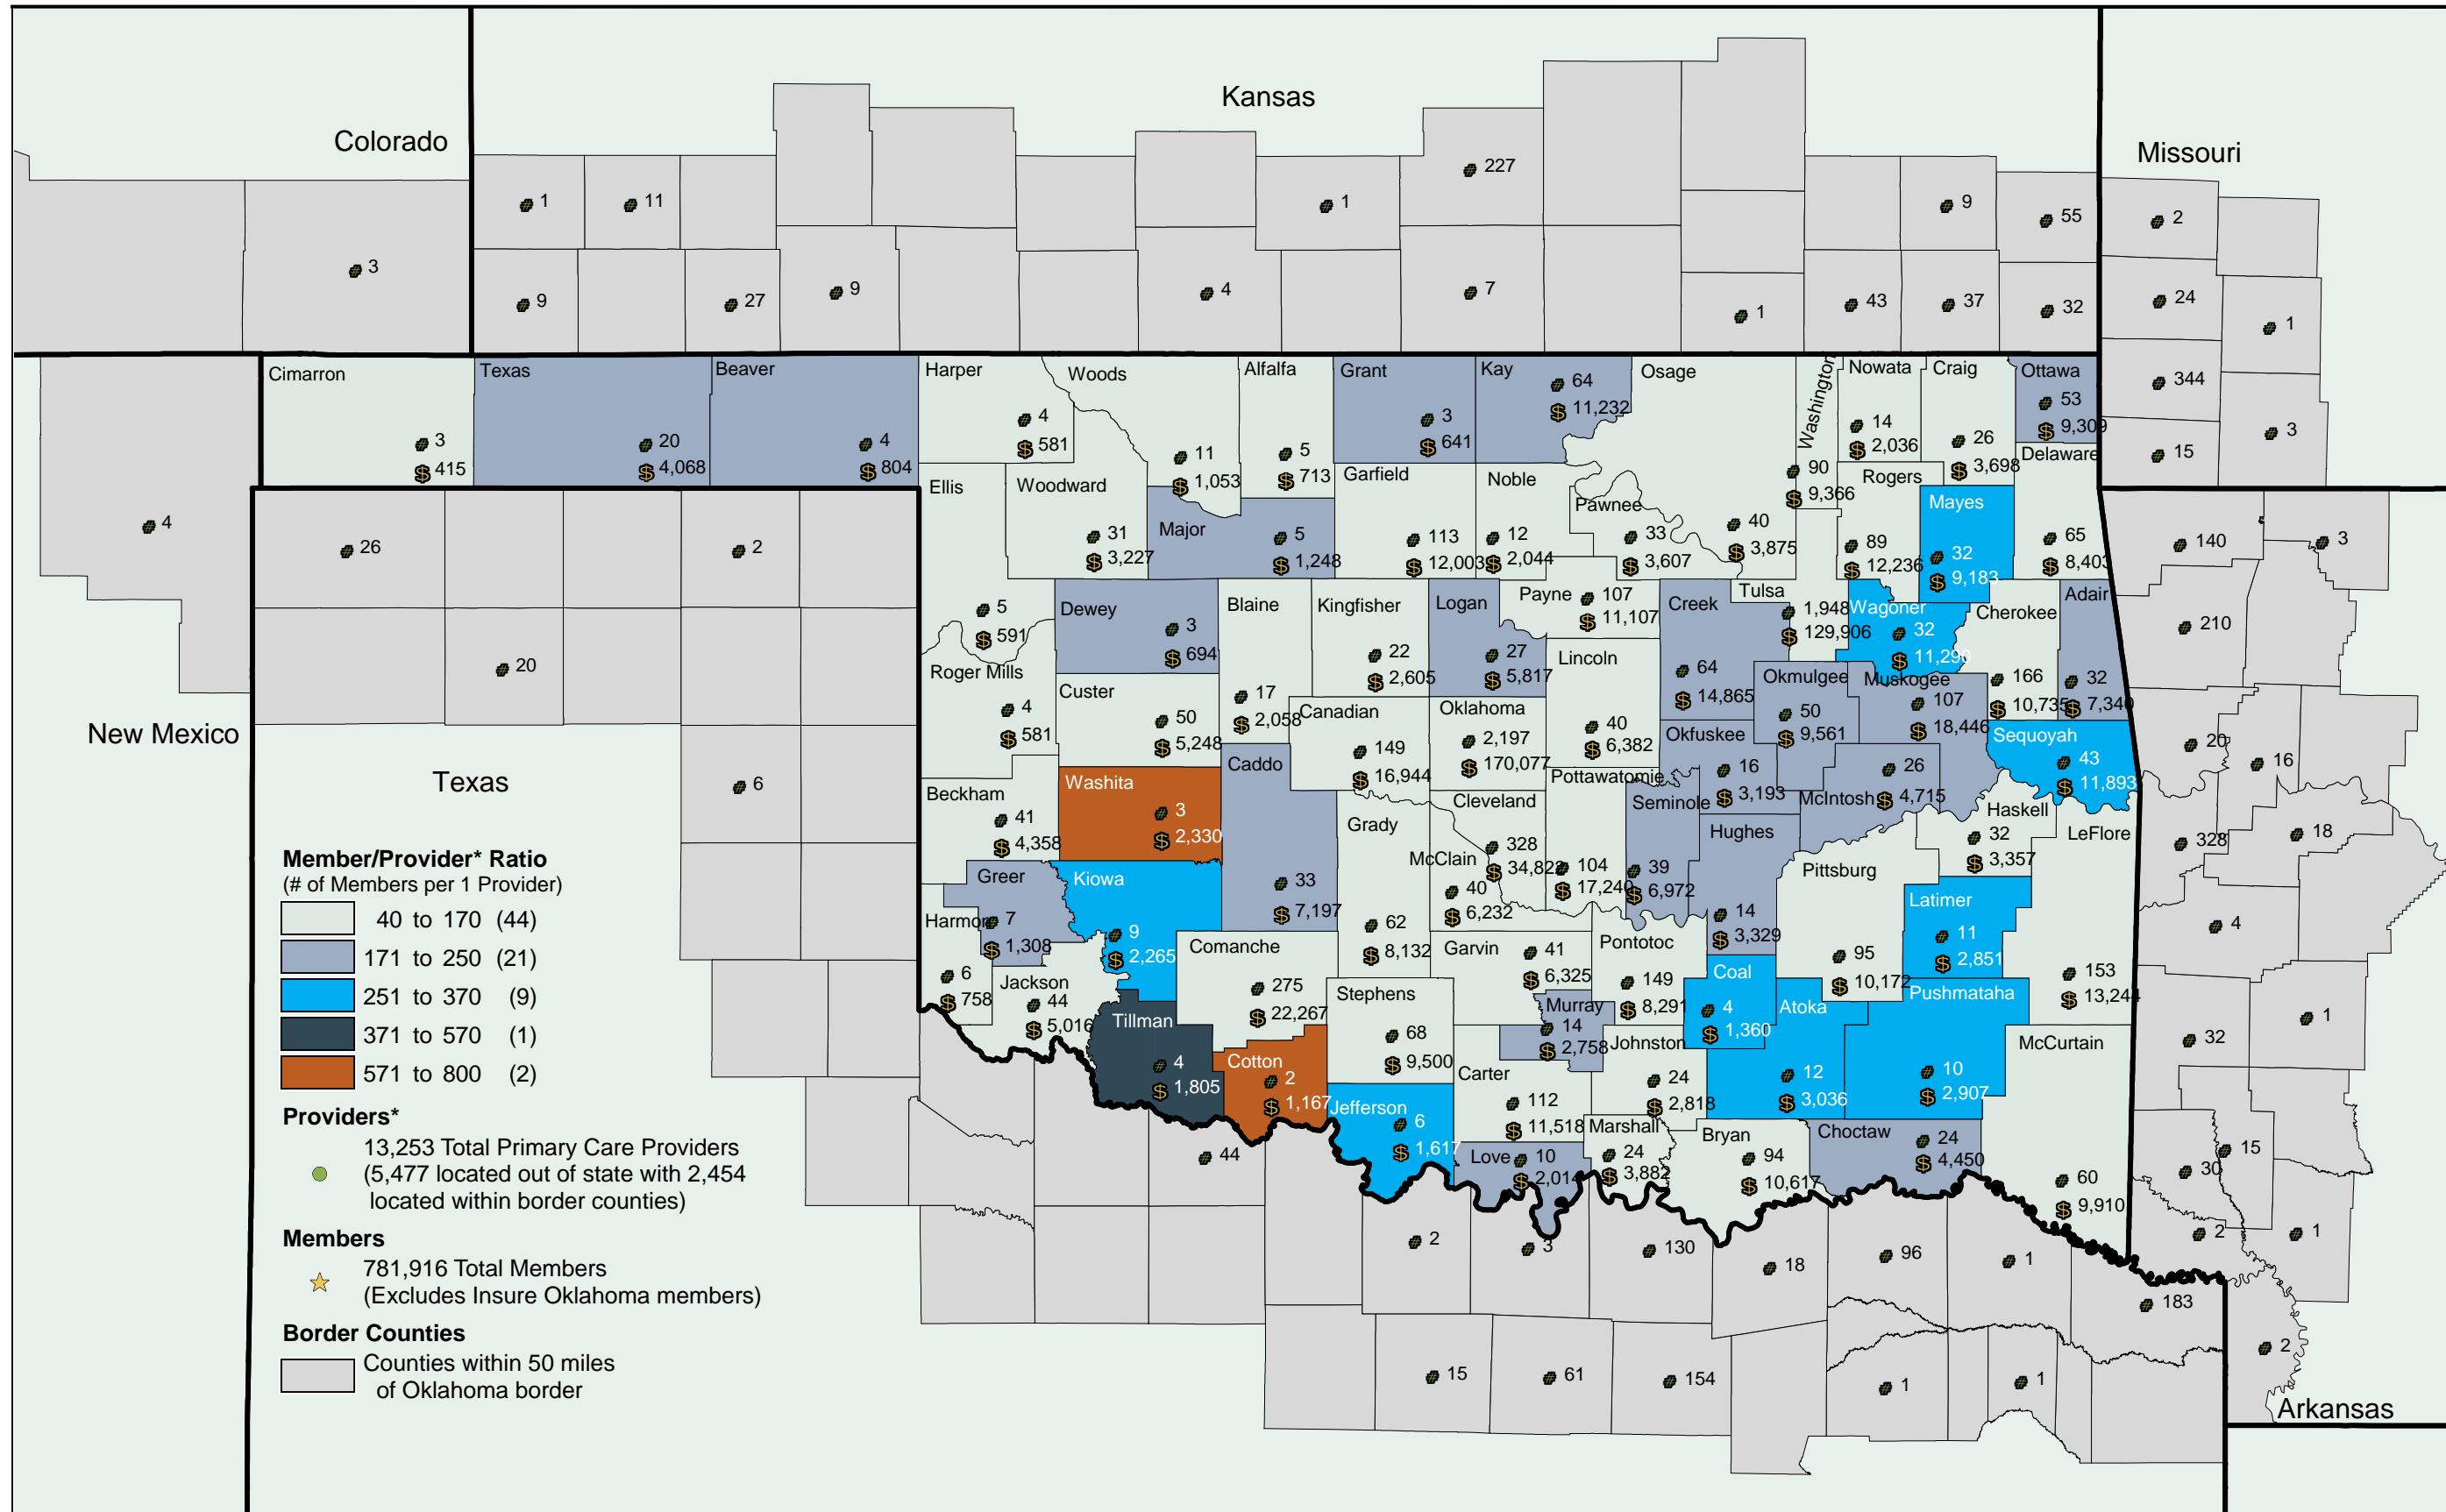 Kansas
Colorado
Missouri
1
11
1
227
9
55
2
3
9
27
9
4
7
1
43
37
32
24
1
344
3
15
Cimarron
3
415
Texas
20
4,068
Beaver
4
804
Harper
4
581
Woods
11
1,053
Alfalfa
5
713
Grant
3
641
Kay
64
11,232
Osage
40
3,875
Washington
90
9,366
Nowata
14
2,036
Craig
26
3,698
Ottawa
53
9,309
Delaware
65
8,403
Ellis
5
591
Woodward
31
3,227
Major
5
1,248
Garfield
113
12,003
Noble
12
2,044
Pawnee
33
3,607
Rogers
89
12,236
Mayes
32
9,183
4
26
2
20
6
New Mexico
Texas
Roger Mills
4
581
Dewey
3
694
Blaine
17
2,058
Kingfisher
22
2,605
Logan
27
5,817
Payne
107
11,107
Creek
64
14,865
Tulsa
1,948
129,906
Wagoner
32
11,290
Cherokee
166
10,735
Adair
32
7,340
Custer
50
5,248
Canadian
149
16,944
Oklahoma
2,197
170,077
Lincoln
40
6,382
Okmulgee
50
9,561
Muskogee
107
18,446
Okfuskee
16
3,193
Sequoyah
43
11,893
Beckham
41
4,358
Washita
3
2,330
Caddo
33
7,197
Grady
62
8,132
McClain
40
6,232
Cleveland
328
34,823
Pottawatomie
104
17,240
Seminole
39
6,972
Hughes
14
3,329
McIntosh
26
4,715
Haskell
32
3,357
LeFlore
153
13,244
Pittsburg
95
10,172
Latimer
11
2,851
Greer
7
1,308
Kiowa
9
2,265
Harmon
6
758
Jackson
44
5,016
Comanche
275
22,267
Tillman
4
1,805
Cotton
2
1,167
Stephens
68
9,500
Jefferson
6
1,617
Garvin
41
6,325
Pontotoc
149
8,291
Murray
14
2,758
Johnston
24
2,818
Coal
4
1,360
Atoka
12
3,036
Pushmataha
10
2,907
McCurtain
60
9,910
Carter
112
11,518
Love
10
2,014
Marshall
24
3,882
Bryan
94
10,617
Choctaw
24
4,450
140
3
210
20
16
328
18
4
32
1
30
15
2
1
2
44
2
3
130
18
96
1
183
15
61
154
1
1
Arkansas
Member/Provider* Ratio
(# of Members per 1 Provider)
40 to 170 (44)
171 to 250 (21)
251 to 370 (9)
371 to 570 (1)
571 to 800 (2)
Providers*
13,253 Total Primary Care Providers
(5,477 located out of state with 2,454
located within border counties)
Members
781,916 Total Members
(Excludes Insure Oklahoma members)
Border Counties
Counties within 50 miles
of Oklahoma border